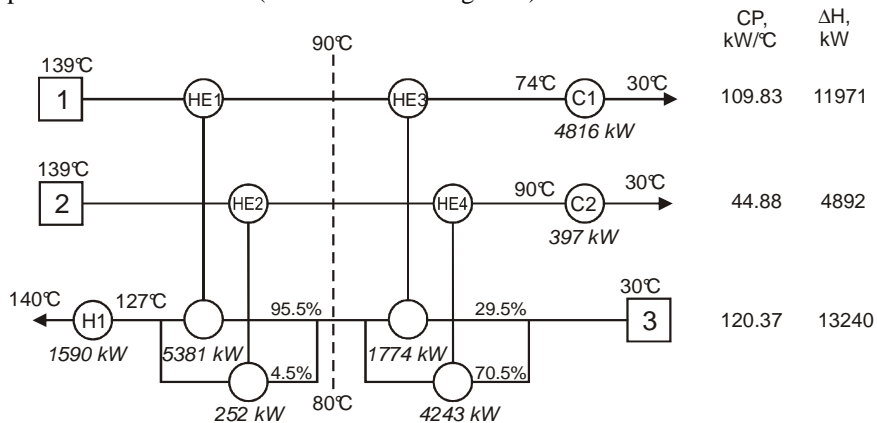 CP, kW/℃
ΔH, kW
90℃
139℃
1
HE1
HE3
74℃
C1
30℃
4816 kW
109.83
11971
139℃
2
HE2
HE4
90℃
C2
30℃
397 kW
44.88
4892
140℃
H1
127℃
95.5%
29.5%
30℃
3
1590 kW
5381 kW
1774 kW
120.37
13240
4.5%
70.5%
252 kW
80℃
4243 kW